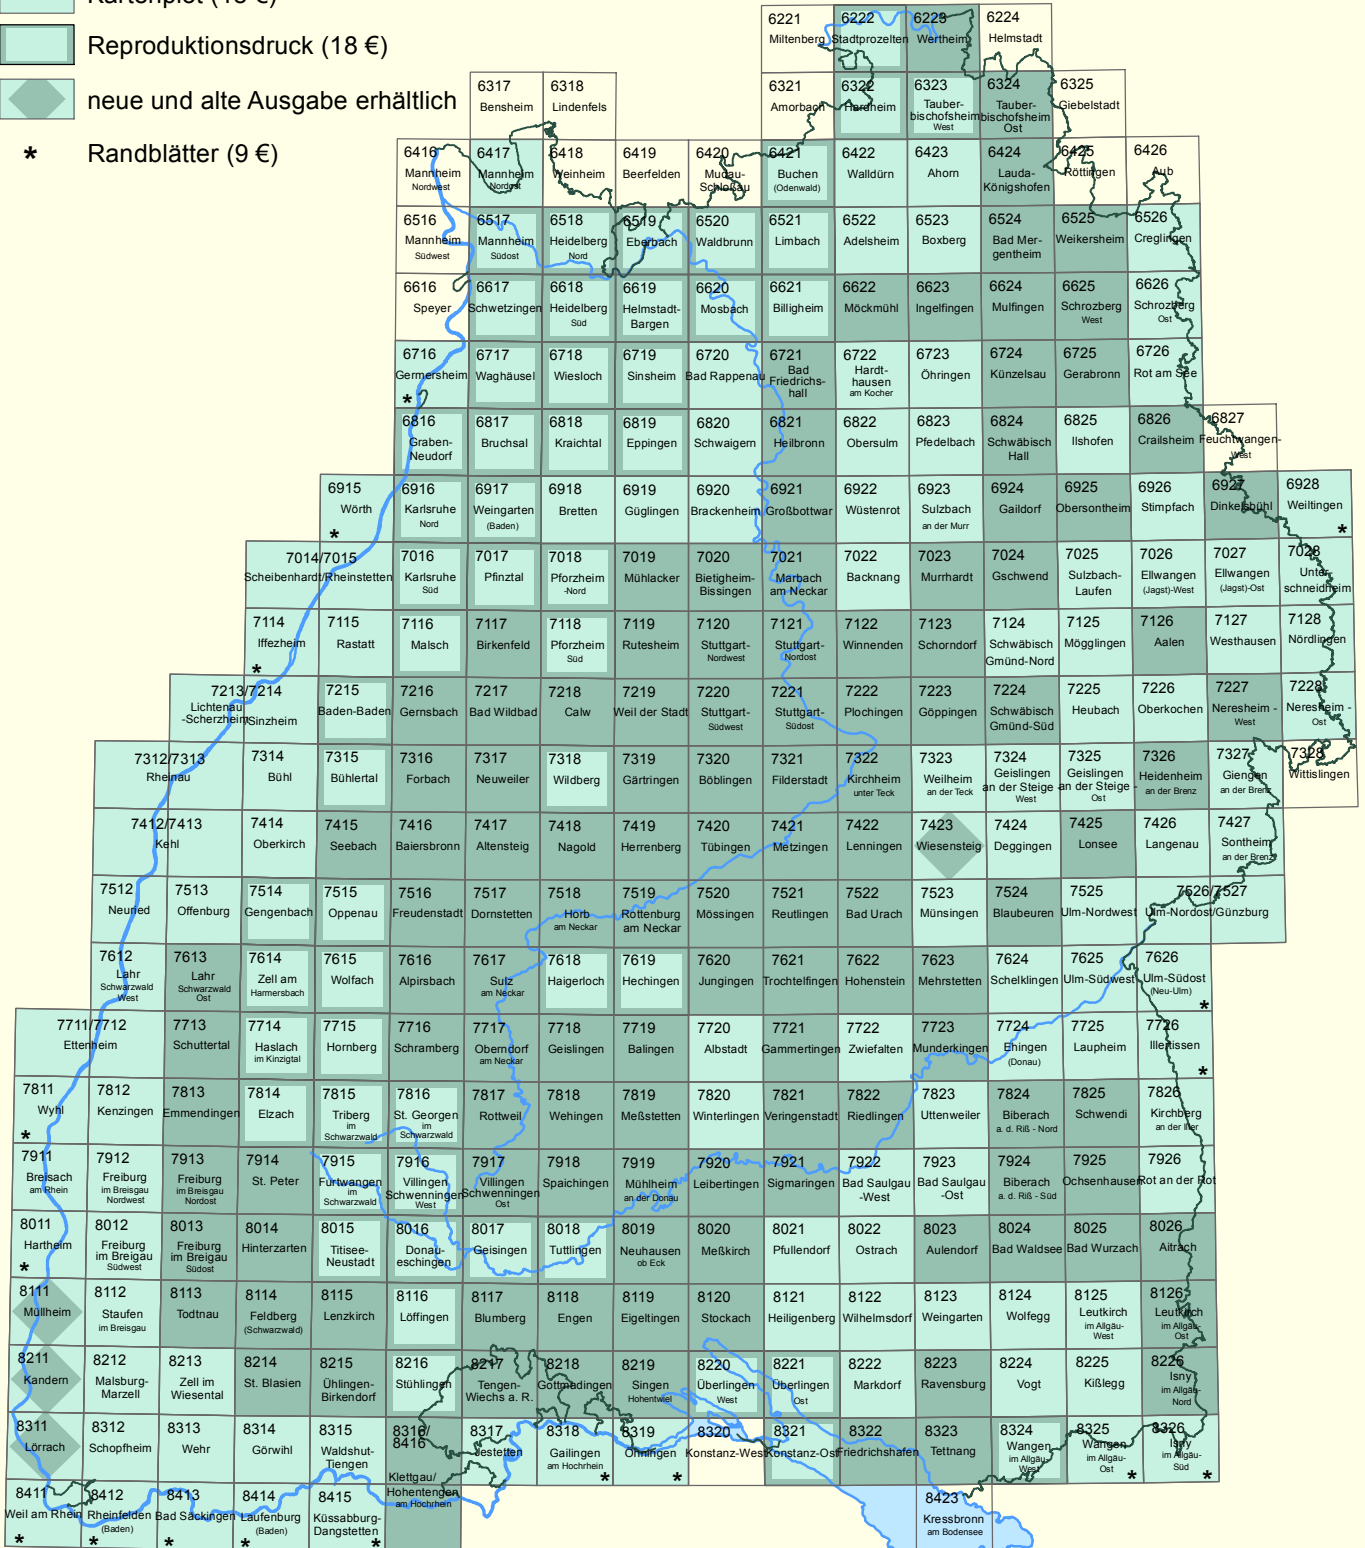 Kartenplot (18 €)
Reproduktionsdruck (18 €)
neue und alte Ausgabe erhältlich
* Randblätter (9 €)
6221 6222 6223 6224
Miltenberg Stadtprozelten Wertheim Helmstadt
6317 6318 6321 6322 6323 6324 6325
Bensheim Lindenfels Amorbach Hardheim Tauber- Tauber- Giebelstadt
bischofsheim bischofsheim
West Ost
6416 6417 6418 6419 6420 6421 6422 6423 6424 6425 6426
Mannheim Mannheim Weinheim Beerfelden Mudau- Buchen Walldürn Ahorn Lauda- Röttingen Aub
Nordwest Nordost Schloßau (Odenwald) Königshofen
6516 6517 6518 6519 6520 6521 6522 6523 6524 6525 6526
Mannheim Mannheim Heidelberg Eberbach Waldbrunn Limbach Adelsheim Boxberg Bad Mer- Weikersheim Creglingen
Südwest Südost Nord gentheim
6616 6617 6618 6619 6620 6621 6622 6623 6624 6625 6626
Speyer Schwetzingen Heidelberg Helmstadt- Mosbach Billigheim Möckmühl Ingelfingen Mulfingen Schrozberg Schrozberg
Süd Bargen West Ost
6716 6717 6718 6719 6720 6721 6722 6723 6724 6725 6726
Germersheim Waghäusel Wiesloch Sinsheim Bad Rappenau Bad Hardt- Öhringen Künzelsau Gerabronn Rot am See
Friedrichs- hausen
* hall am Kocher
6816 6817 6818 6819 6820 6821 6822 6823 6824 6825 6826 6827
Graben- Bruchsal Kraichtal Eppingen Schwaigern Heilbronn Obersulm Pfedelbach Schwäbisch Ilshofen Crailsheim Feuchtwangen-
Neudorf Hall West
6915 6916 6917 6918 6919 6920 6921 6922 6923 6924 6925 6926 6927 6928
Wörth Karlsruhe Weingarten Bretten Güglingen Brackenheim Großbottwar Wüstenrot Sulzbach Gaildorf Obersontheim Stimpfach Dinkelsbühl Weiltingen
* Nord (Baden) an der Murr *
7014/7015 7016 7017 7018 7019 7020 7021 7022 7023 7024 7025 7026 7027 7028
Scheibenhardt/Rheinstetten Karlsruhe Pfinztal Pforzheim Mühlacker Bietigheim- Marbach Backnang Murrhardt Gschwend Sulzbach- Ellwangen Ellwangen Unter-
Süd -Nord Bissingen am Neckar Laufen (Jagst)-West (Jagst)-Ost schneidheim
7114 7115 7116 7117 7118 7119 7120 7121 7122 7123 7124 7125 7126 7127 7128
Iffezheim Rastatt Malsch Birkenfeld Pforzheim Rutesheim Stuttgart- Stuttgart- Winnenden Schorndorf Schwäbisch Mögglingen Aalen Westhausen Nördlingen
* Süd Nordwest Nordost Gmünd-Nord
7213/7214 7215 7216 7217 7218 7219 7220 7221 7222 7223 7224 7225 7226 7227 7228
Lichtenau Baden-Baden Gernsbach Bad Wildbad Calw Weil der Stadt Stuttgart- Stuttgart- Plochingen Göppingen Schwäbisch Heubach Oberkochen Neresheim - Neresheim -
-Scherzheim/Sinzheim Südwest Südost Gmünd-Süd West Ost
7312/7313 7314 7315 7316 7317 7318 7319 7320 7321 7322 7323 7324 7325 7326 7327 7328
Rheinau Bühl Bühlertal Forbach Neuweiler Wildberg Gärtringen Böblingen Filderstadt Kirchheim Weilheim Geislingen Geislingen Heidenheim Giengen Wittislingen
unter Teck an der Teck an der Steige - an der Steige - an der Brenz an der Brenz
West Ost
7412/7413 7414 7415 7416 7417 7418 7419 7420 7421 7422 7423 7424 7425 7426 7427
Kehl Oberkirch Seebach Baiersbronn Altensteig Nagold Herrenberg Tübingen Metzingen Lenningen Wiesensteig Deggingen Lonsee Langenau Sontheim
an der Brenz
7512 7513 7514 7515 7516 7517 7518 7519 7520 7521 7522 7523 7524 7525 7526/7527
Neuried Offenburg Gengenbach Oppenau Freudenstadt Dornstetten Horb Rottenburg Mössingen Reutlingen Bad Urach Münsingen Blaubeuren Ulm-Nordwest Ulm-Nordost/Günzburg
am Neckar am Neckar
7612 7613 7614 7615 7616 7617 7618 7619 7620 7621 7622 7623 7624 7625 7626
Lahr Lahr Zell am Wolfach Alpirsbach Sulz Haigerloch Hechingen Jungingen Trochtelfingen Hohenstein Mehrstetten Schelklingen Ulm-Südwest Ulm-Südost
Schwarzwald Schwarzwald Harmersbach am Neckar (Neu-Ulm)
West Ost *
7711/7712 7713 7714 7715 7716 7717 7718 7719 7720 7721 7722 7723 7724 7725 7726
Ettenheim Schuttertal Haslach Hornberg Schramberg Oberndorf Geislingen Balingen Albstadt Gammertingen Zwiefalten Munderkingen Ehingen Laupheim Illertissen
im Kinzigtal am Neckar (Donau) *
7811 7812 7813 7814 7815 7816 7817 7818 7819 7820 7821 7822 7823 7824 7825 7826
Wyhl Kenzingen Emmendingen Elzach Triberg St. Georgen Rottweil Wehingen Meßstetten Winterlingen Veringenstadt Riedlingen Uttenweiler Biberach Schwendi Kirchberg
* im im a. d. Riß - Nord an der Iller
Schwarzwald Schwarzwald
7911 7912 7913 7914 7915 7916 7917 7918 7919 7920 7921 7922 7923 7924 7925 7926
Breisach Freiburg Freiburg St. Peter Furtwangen Villingen Villingen Spaichingen Mühlheim Leibertingen Sigmaringen Bad Saulgau Bad Saulgau Biberach Ochsenhausen Rot an der Rot
am Rhein im Breisgau im Breisgau im Schwenningen Schwenningen an der Donau -West -Ost a. d. Riß - Süd
Nordwest Nordost Schwarzwald West Ost
8011 8012 8013 8014 8015 8016 8017 8018 8019 8020 8021 8022 8023 8024 8025 8026
Hartheim Freiburg Freiburg Hinterzarten Titisee- Donau- Geisingen Tuttlingen Neuhausen Meßkirch Pfullendorf Ostrach Aulendorf Bad Waldsee Bad Wurzach Aitrach
* im Breigau im Breigau Neustadt eschingen ob Eck
Südwest Südost
8111 8112 8113 8114 8115 8116 8117 8118 8119 8120 8121 8122 8123 8124 8125 8126
Müllheim Staufen Todtnau Feldberg Lenzkirch Löffingen Blumberg Engen Eigeltingen Stockach Heiligenberg Wilhelmsdorf Weingarten Wolfegg Leutkirch Leutkirch
im Breisgau (Schwarzwald) im Allgäu- im Allgäu-
West Ost
8211 8212 8213 8214 8215 8216 8217 8218 8219 8220 8221 8222 8223 8224 8225 8226
Kandern Malsburg- Zell im St. Blasien Ühlingen- Stühlingen Tengen- Gottmadingen Singen Überlingen Überlingen Markdorf Ravensburg Vogt Kißlegg Isny
Marzell Wiesental Birkendorf Wiechs a. R. Hohentwiel West Ost im Allgäu-
Nord
8311 8312 8313 8314 8315 8316/ 8317 8318 8319 8320 8321 8322 8323 8324 8325 8326
8416
Lörrach Schopfheim Wehr Görwihl Waldshut- Jestetten Gailingen Öhningen Konstanz-West Konstanz-Ost Friedrichshafen Tettnang Wangen Wangen Isny
Tiengen am Hochrhein im Allgäu- im Allgäu- im Allgäu-
West Ost Süd
* * * *
Klettgau/
Hohentengen
am Hochrhein
8411 8412 8413 8414 8415 8423
Weil am Rhein Rheinfelden Bad Säckingen Laufenburg Küssabburg- Kressbronn
(Baden) (Baden) Dangstetten am Bodensee
* * * * *